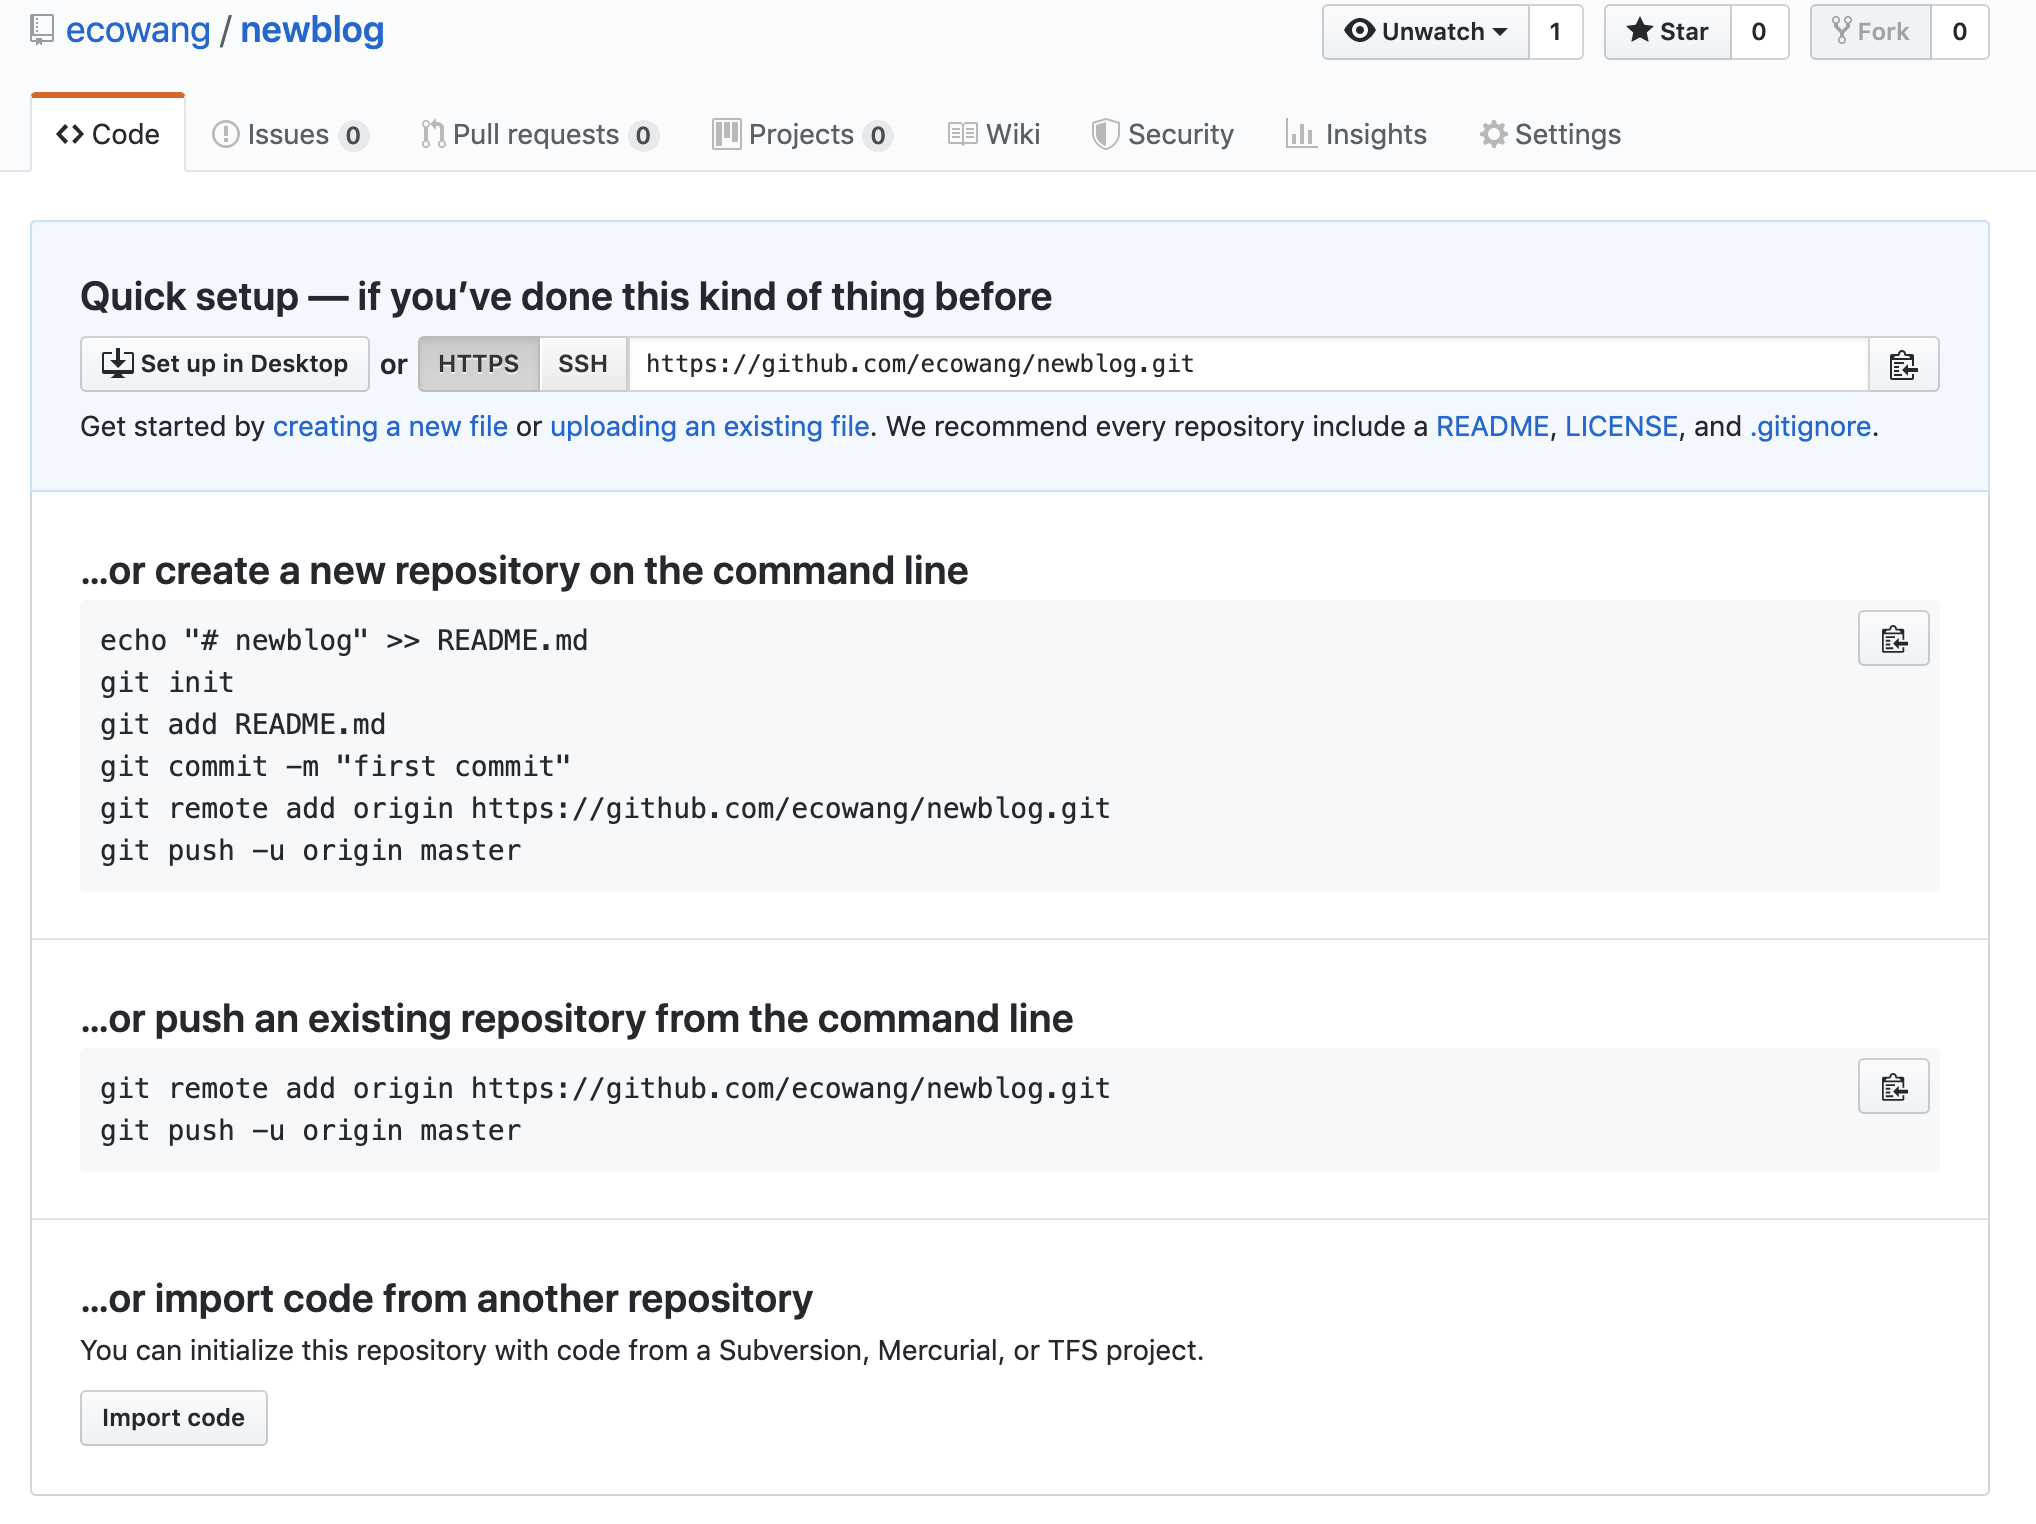 ecowang / newblog
Unwatch 1 Star 0 Fork 0
Code Issues 0 Pull requests 0 Projects 0 Wiki Security Insights Settings
Quick setup — if you’ve done this kind of thing before
Set up in Desktop or HTTPS SSH https://github.com/ecowang/newblog.git
Get started by creating a new file or uploading an existing file. We recommend every repository include a README, LICENSE, and .gitignore.
…or create a new repository on the command line
echo "# newblog" >> README.md
git init
git add README.md
git commit -m "first commit"
git remote add origin https://github.com/ecowang/newblog.git
git push -u origin master
…or push an existing repository from the command line
git remote add origin https://github.com/ecowang/newblog.git
git push -u origin master
…or import code from another repository
You can initialize this repository with code from a Subversion, Mercurial, or TFS project.
Import code